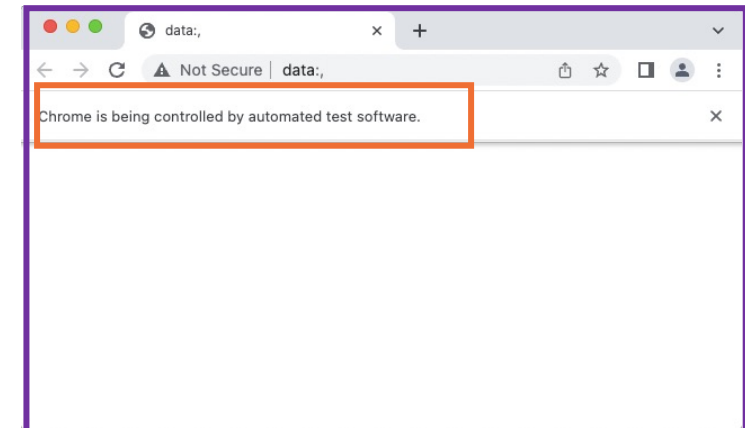 data:,
Not Secure | data:,
Chrome is being controlled by automated test software.